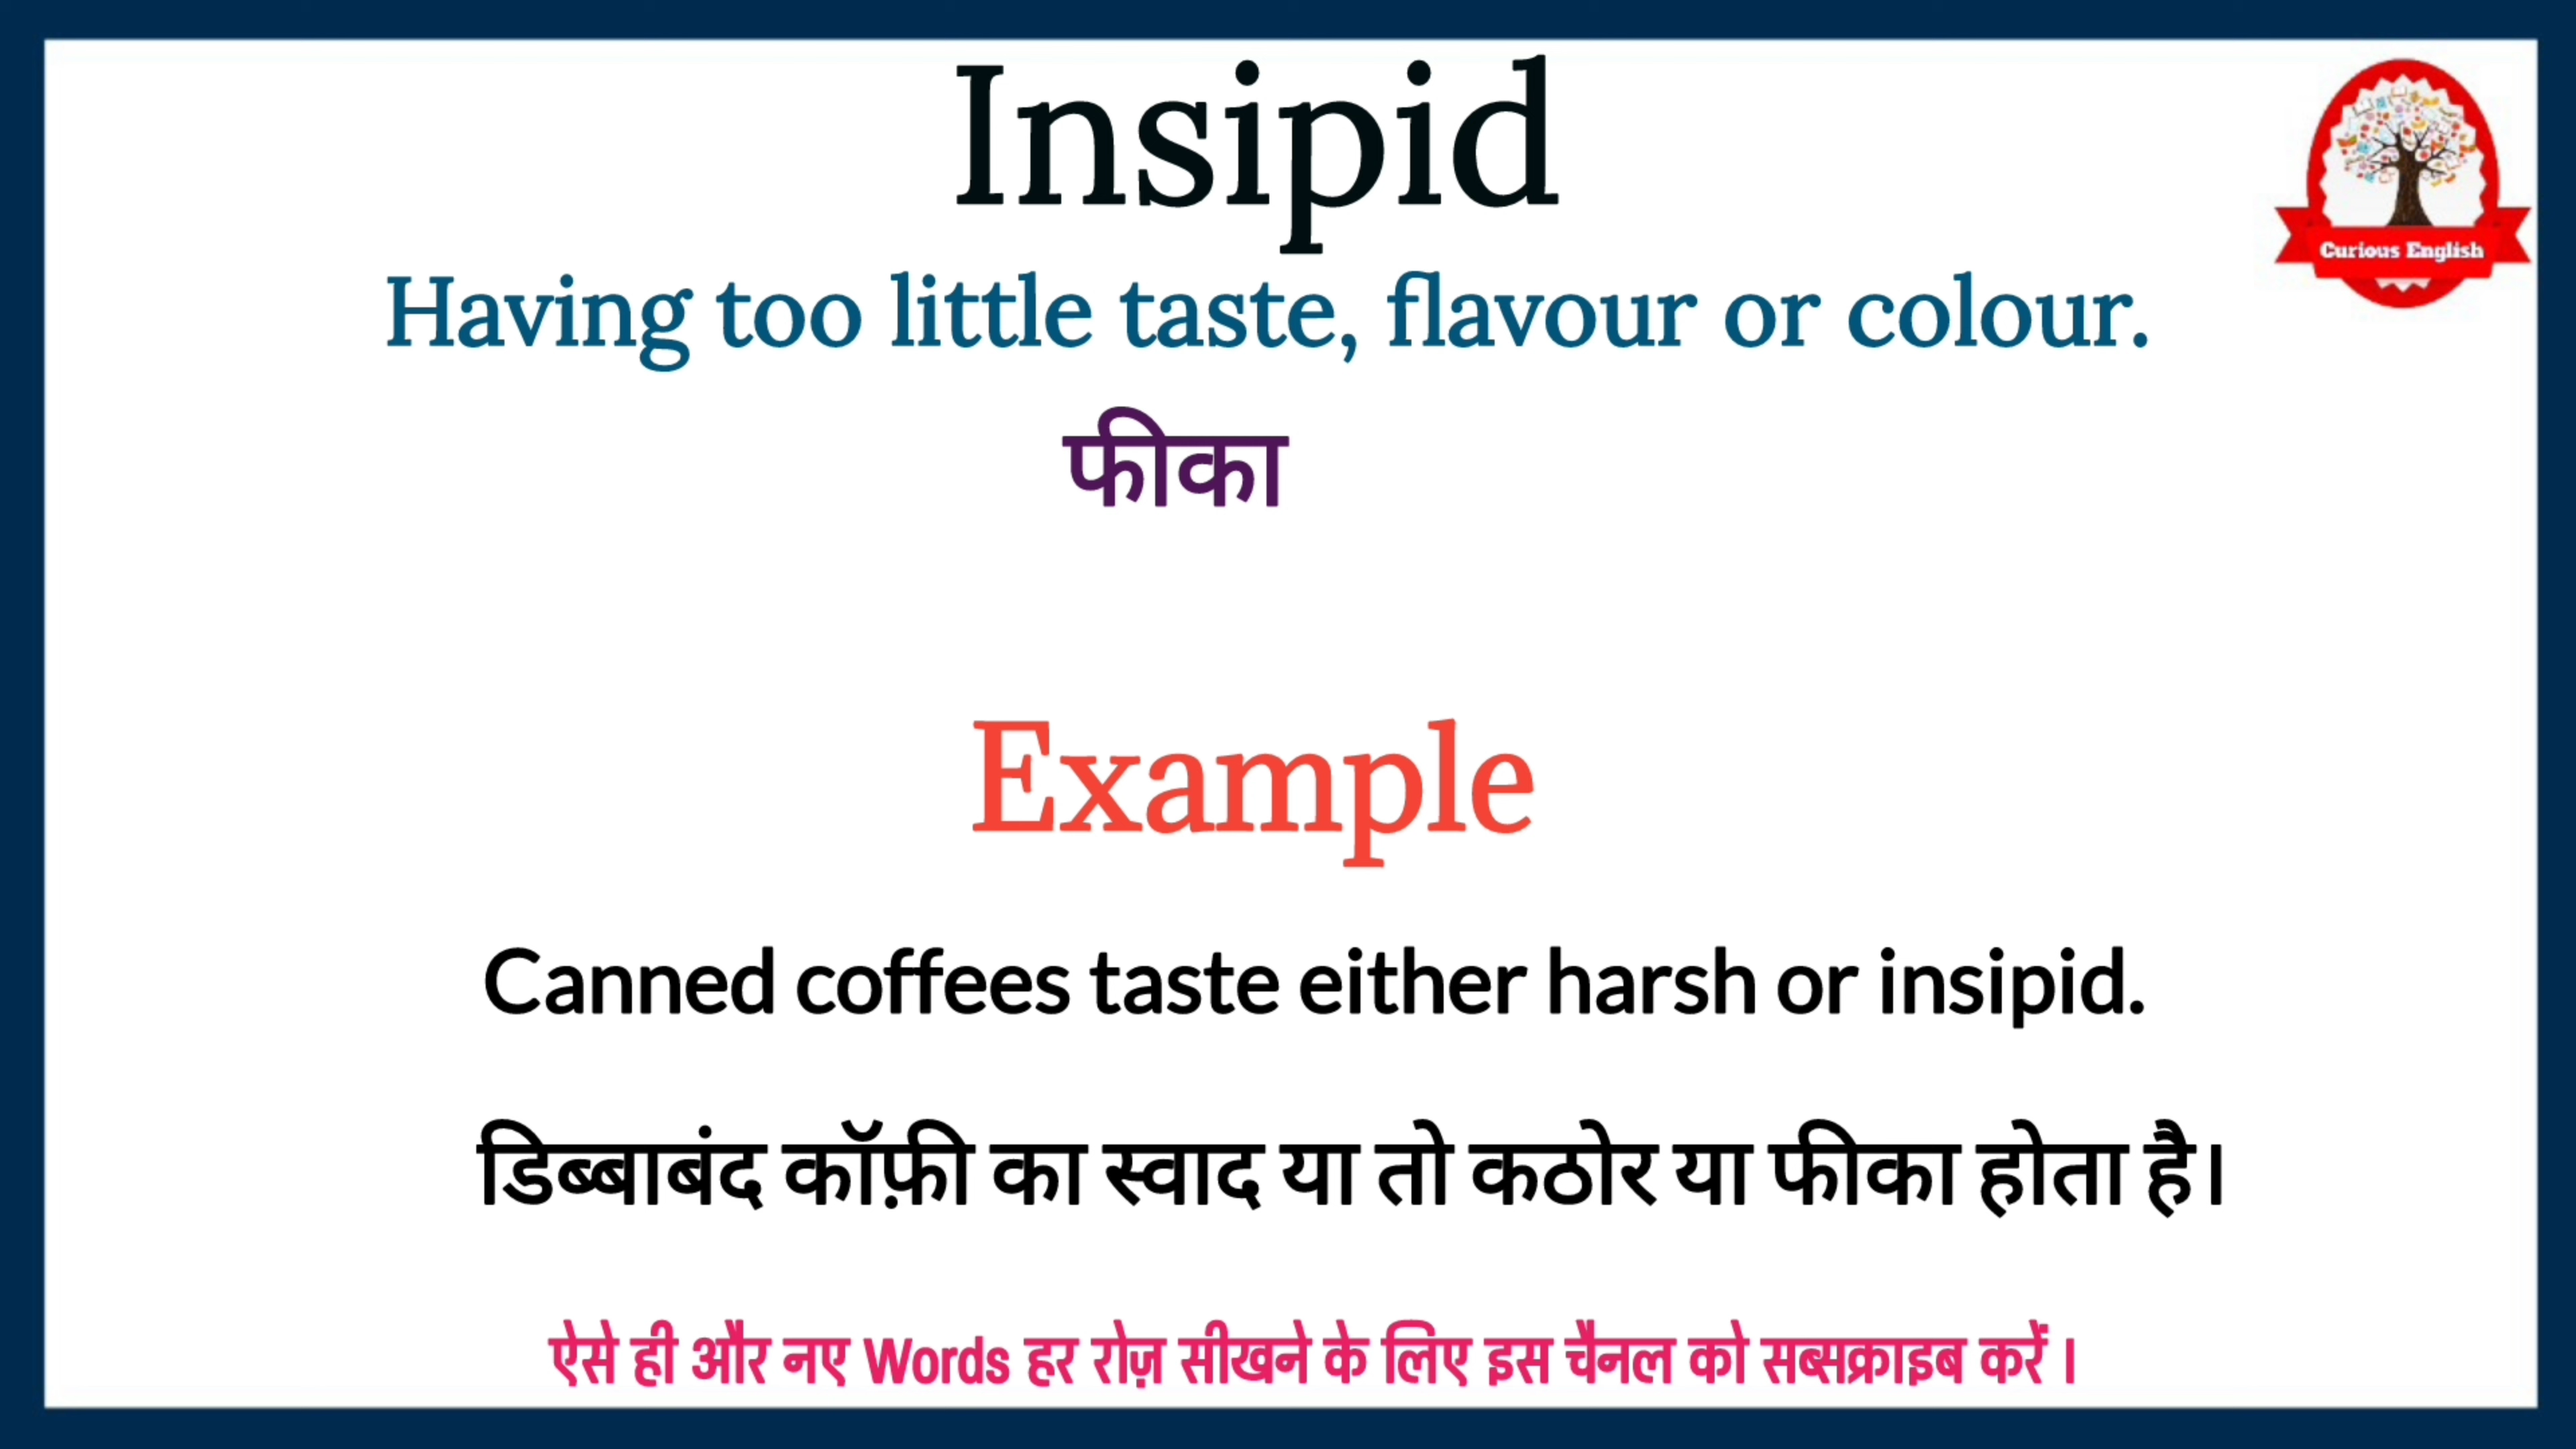 Insipid
Curious English
Having too little taste, flavour or colour.
फीका
Example
Canned coffees taste either harsh or insipid.
डिब्बाबंद कॉफ़ी का स्वाद या तो कठोर या फीका होता है।
ऐसे ही और नए Words हर रोज़ सीखने के लिए इस चैनल को सब्सक्राइब करें ।